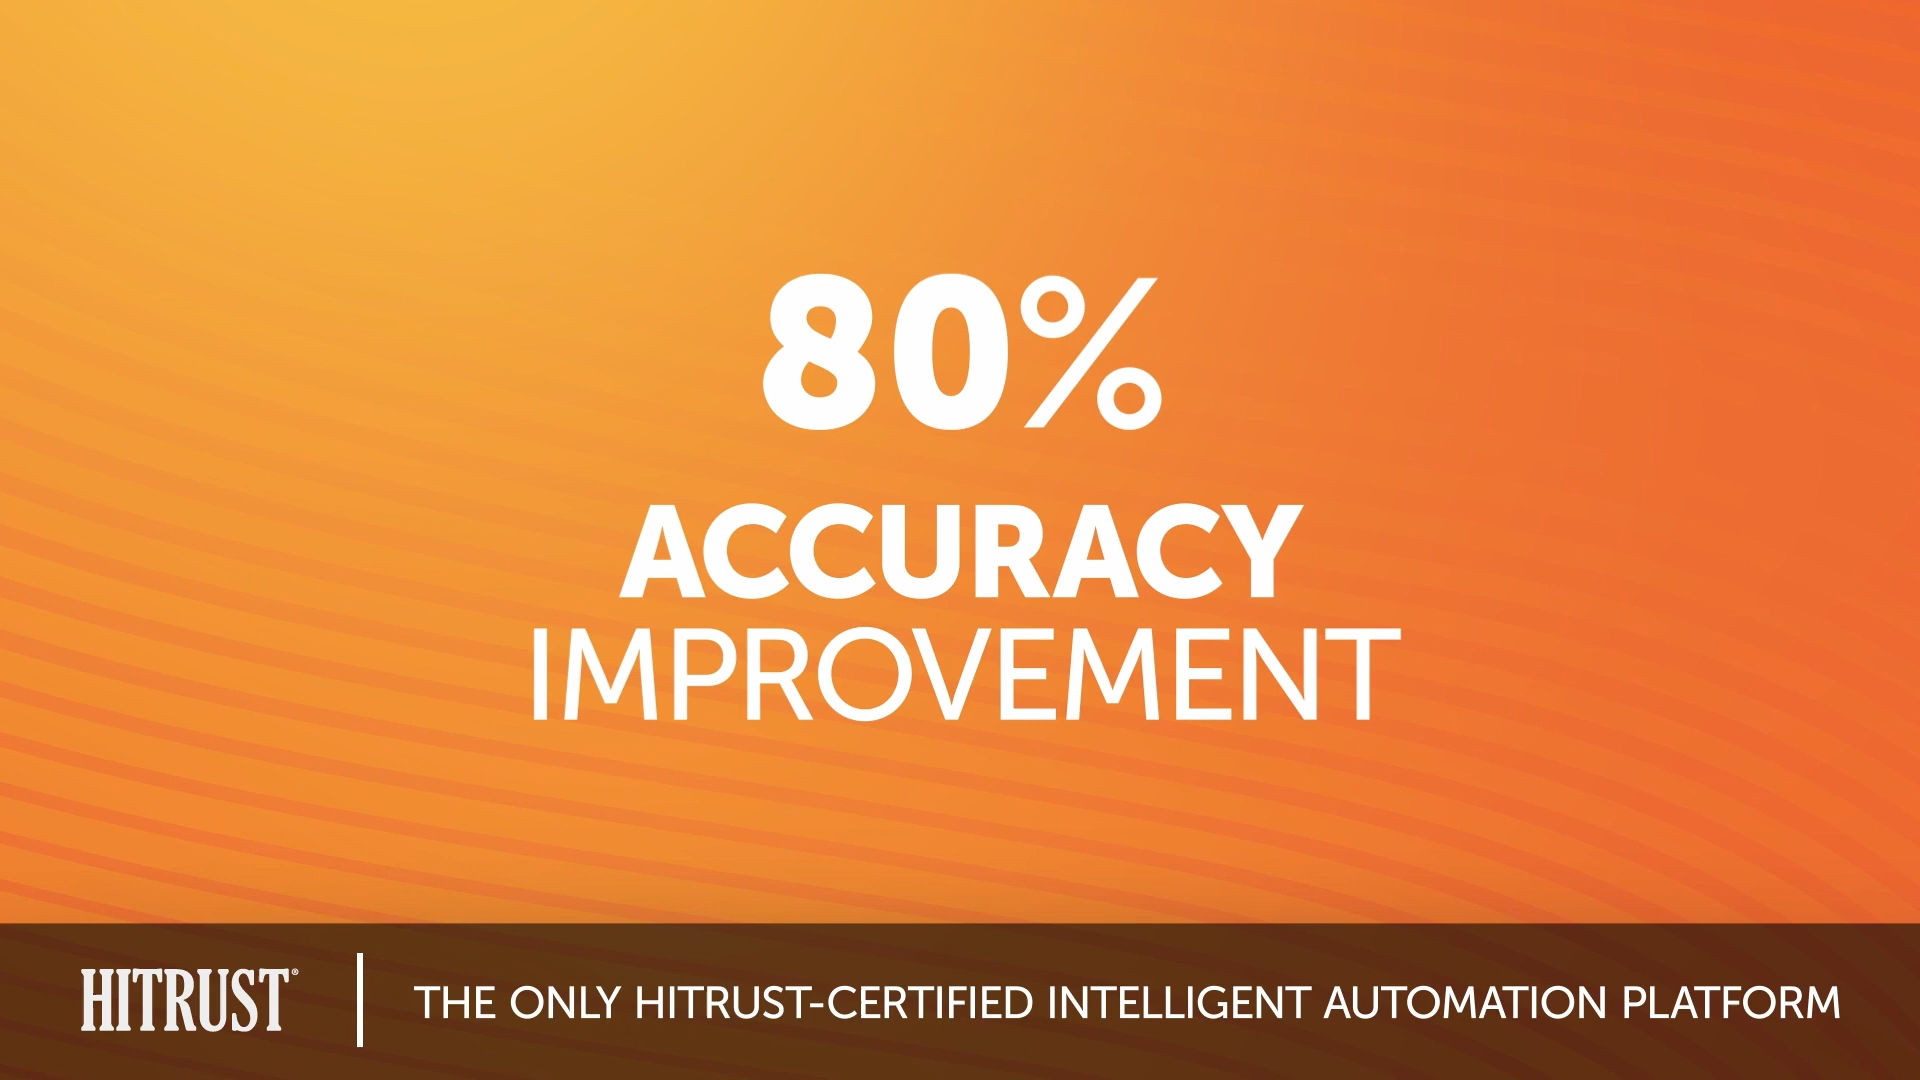 80%
ACCURACY
IMPROVEMENT
HITRUST® THE ONLY HITRUST-CERTIFIED INTELLIGENT AUTOMATION PLATFORM